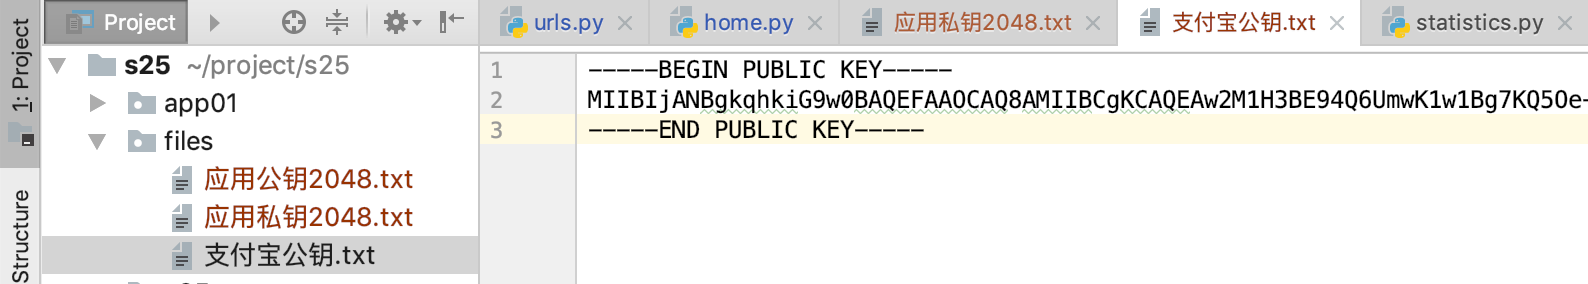 1: Project
Structure
Project
s25 ~/project/s25
app01
files
应用公钥2048.txt
应用私钥2048.txt
支付宝公钥.txt
urls.py
home.py
应用私钥2048.txt
支付宝公钥.txt
statistics.py
1 -----BEGIN PUBLIC KEY-----
2 MIIBIjANBgkqhkiG9w0BAQEFAAOCAQ8AMIIBCgKCAQEAw2M1H3BE94Q6UmwK1w1Bg7KQ5Oe
3 -----END PUBLIC KEY-----